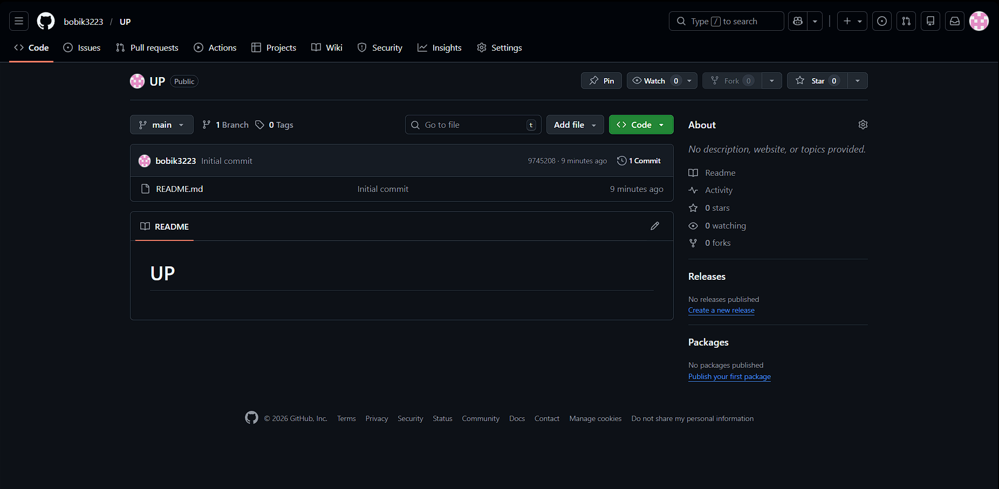 bobik3223 / UP
Type / to search
Code Issues Pull requests Actions Projects Wiki Security Insights Settings
UP Public
Pin Watch 0 Fork 0 Star 0
main 1 Branch 0 Tags
Go to file t Add file Code
bobik3223 Initial commit 9745208 · 9 minutes ago 1 Commit
README.md Initial commit 9 minutes ago
README
UP
About
No description, website, or topics provided.
Readme
Activity
0 stars
0 watching
0 forks
Releases
No releases published
Create a new release
Packages
No packages published
Publish your first package
© 2026 GitHub, Inc. Terms Privacy Security Status Community Docs Contact Manage cookies Do not share my personal information